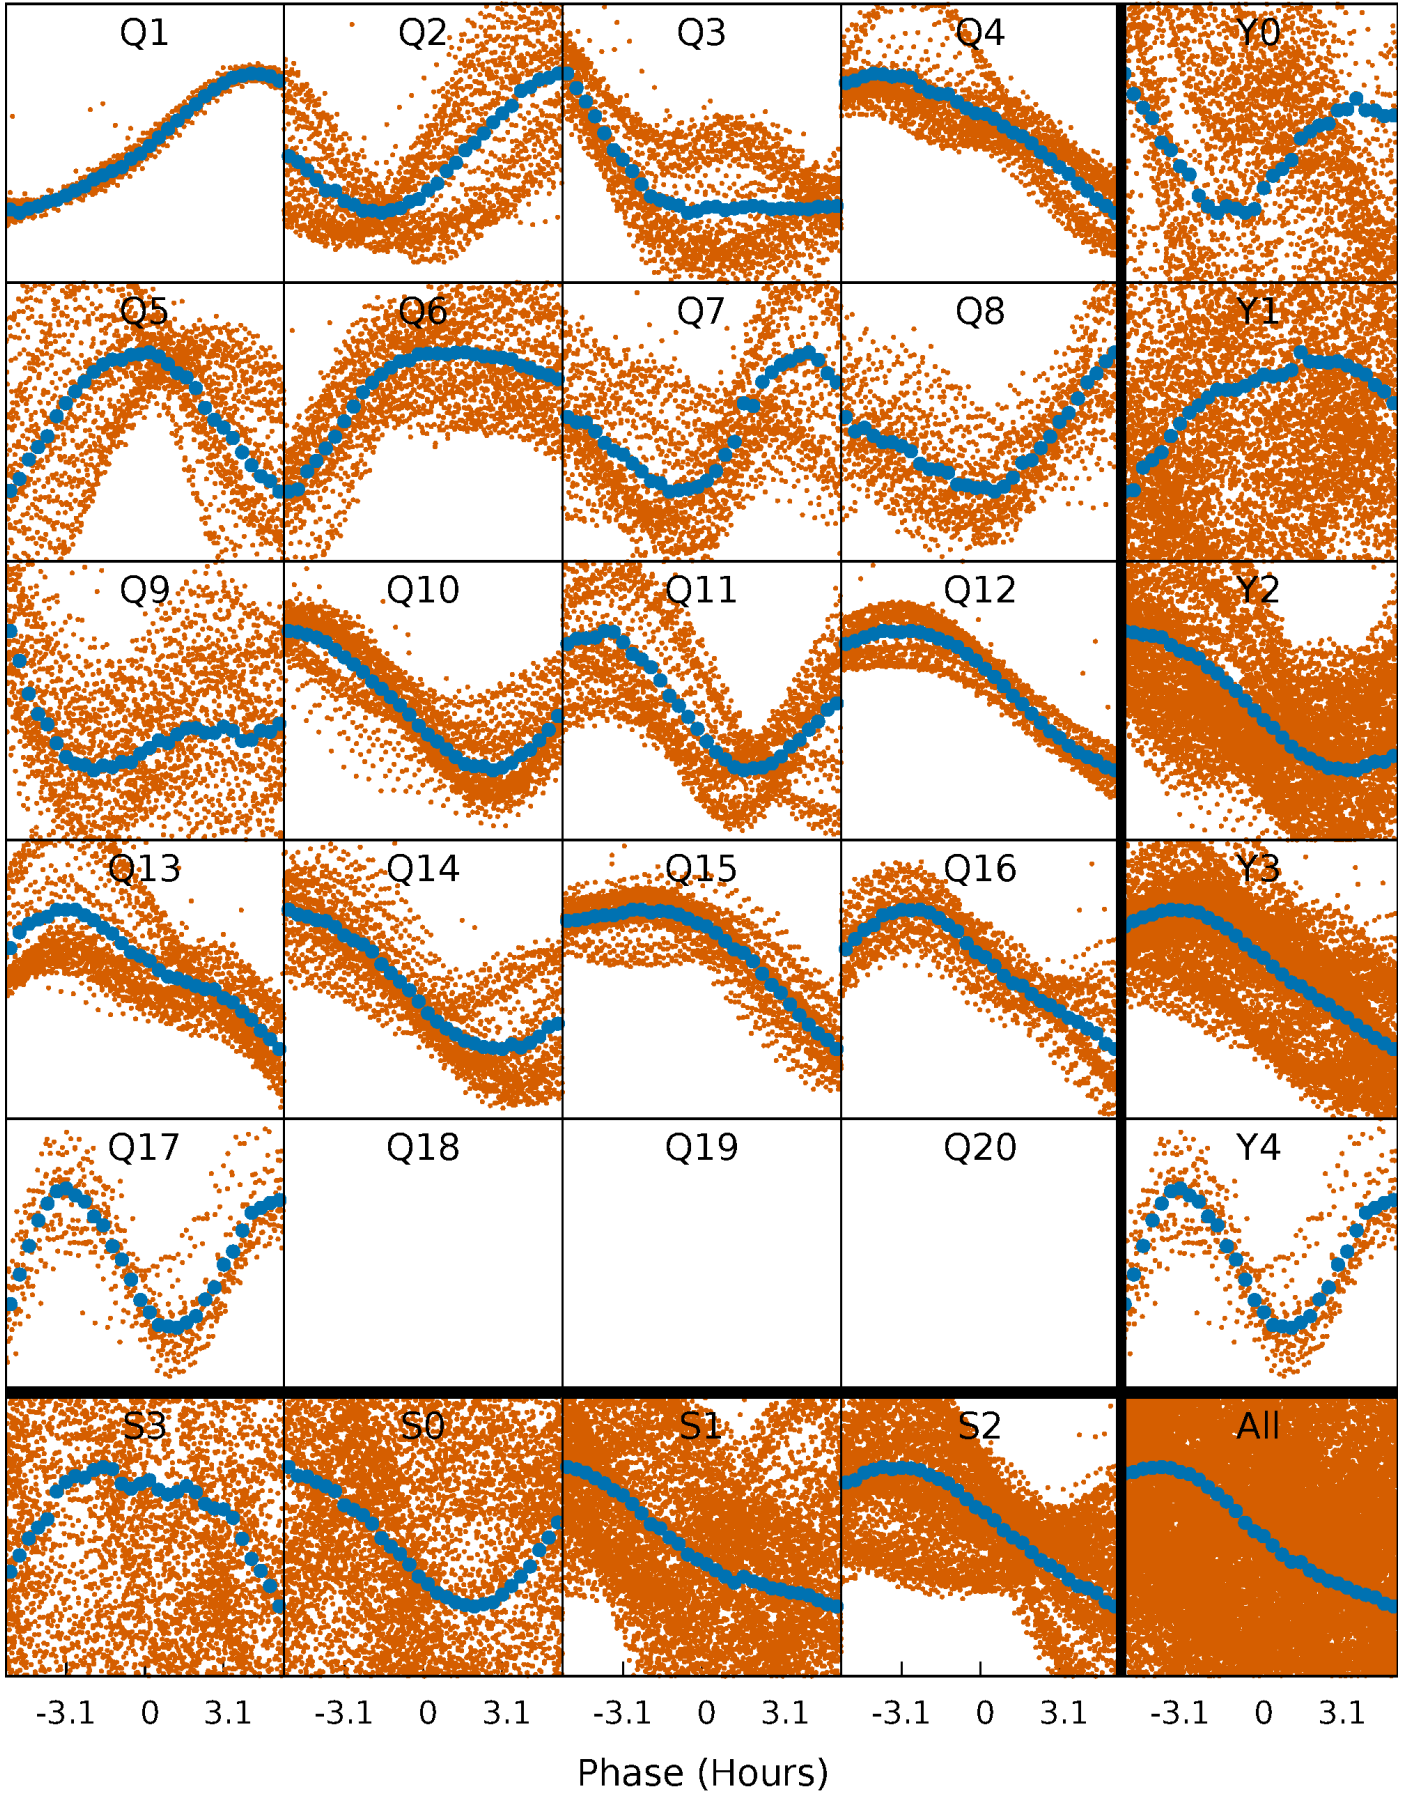 Q1 Q2 Q3 Q4 Y0
Q5 Q6 Q7 Q8 Y1
Q9 Q10 Q11 Q12 Y2
Q13 Q14 Q15 Q16 Y3
Q17 Q18 Q19 Q20 Y4
S3 S0 S1 S2 All
-3.1 0 3.1 -3.1 0 3.1 -3.1 0 3.1 -3.1 0 3.1 -3.1 0 3.1
Phase (Hours)